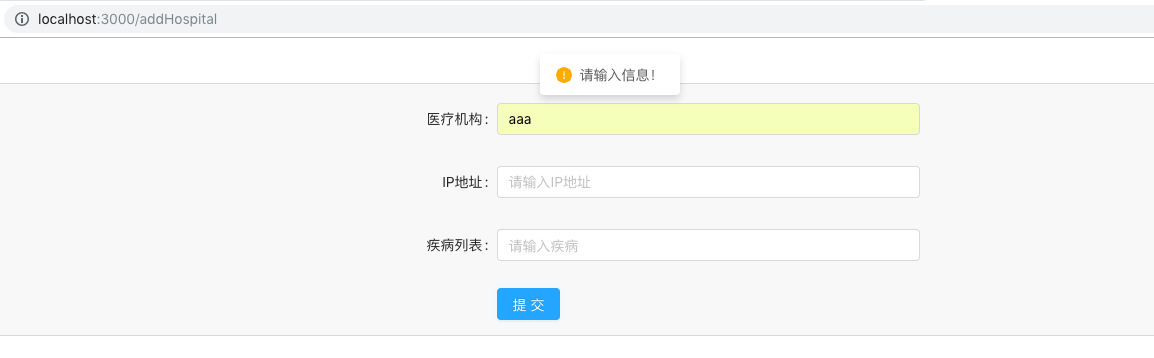 localhost:3000/addHospital
请输入信息！
医疗机构: aaa
IP地址: 请输入IP地址
疾病列表: 请输入疾病
提 交